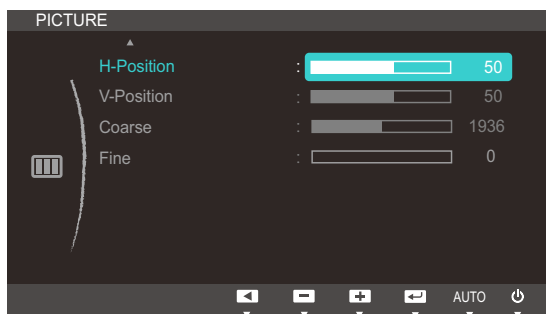 PICTURE
H-Position : 50
V-Position : 50
Coarse : 1936
Fine : 0
AUTO